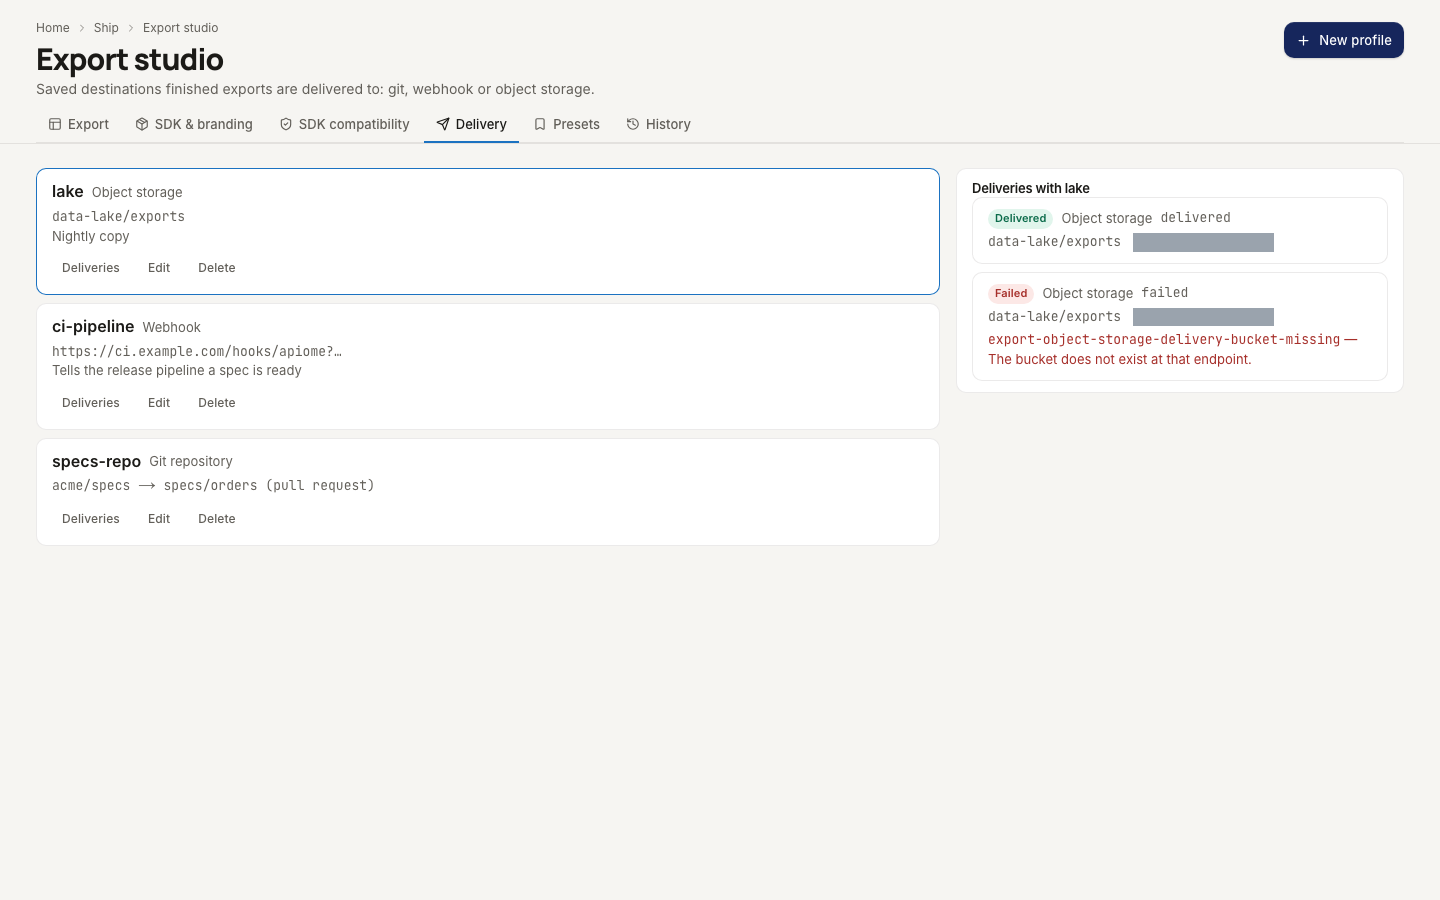 Home > Ship > Export studio
Export studio
Saved destinations finished exports are delivered to: git, webhook or object storage.
+ New profile
Export SDK & branding SDK compatibility Delivery Presets History
lake Object storage
data-lake/exports
Nightly copy
Deliveries Edit Delete
ci-pipeline Webhook
https://ci.example.com/hooks/apiome?…
Tells the release pipeline a spec is ready
Deliveries Edit Delete
specs-repo Git repository
acme/specs → specs/orders (pull request)
Deliveries Edit Delete
Deliveries with lake
Delivered Object storage delivered
data-lake/exports
Failed Object storage failed
data-lake/exports
export-object-storage-delivery-bucket-missing —
The bucket does not exist at that endpoint.